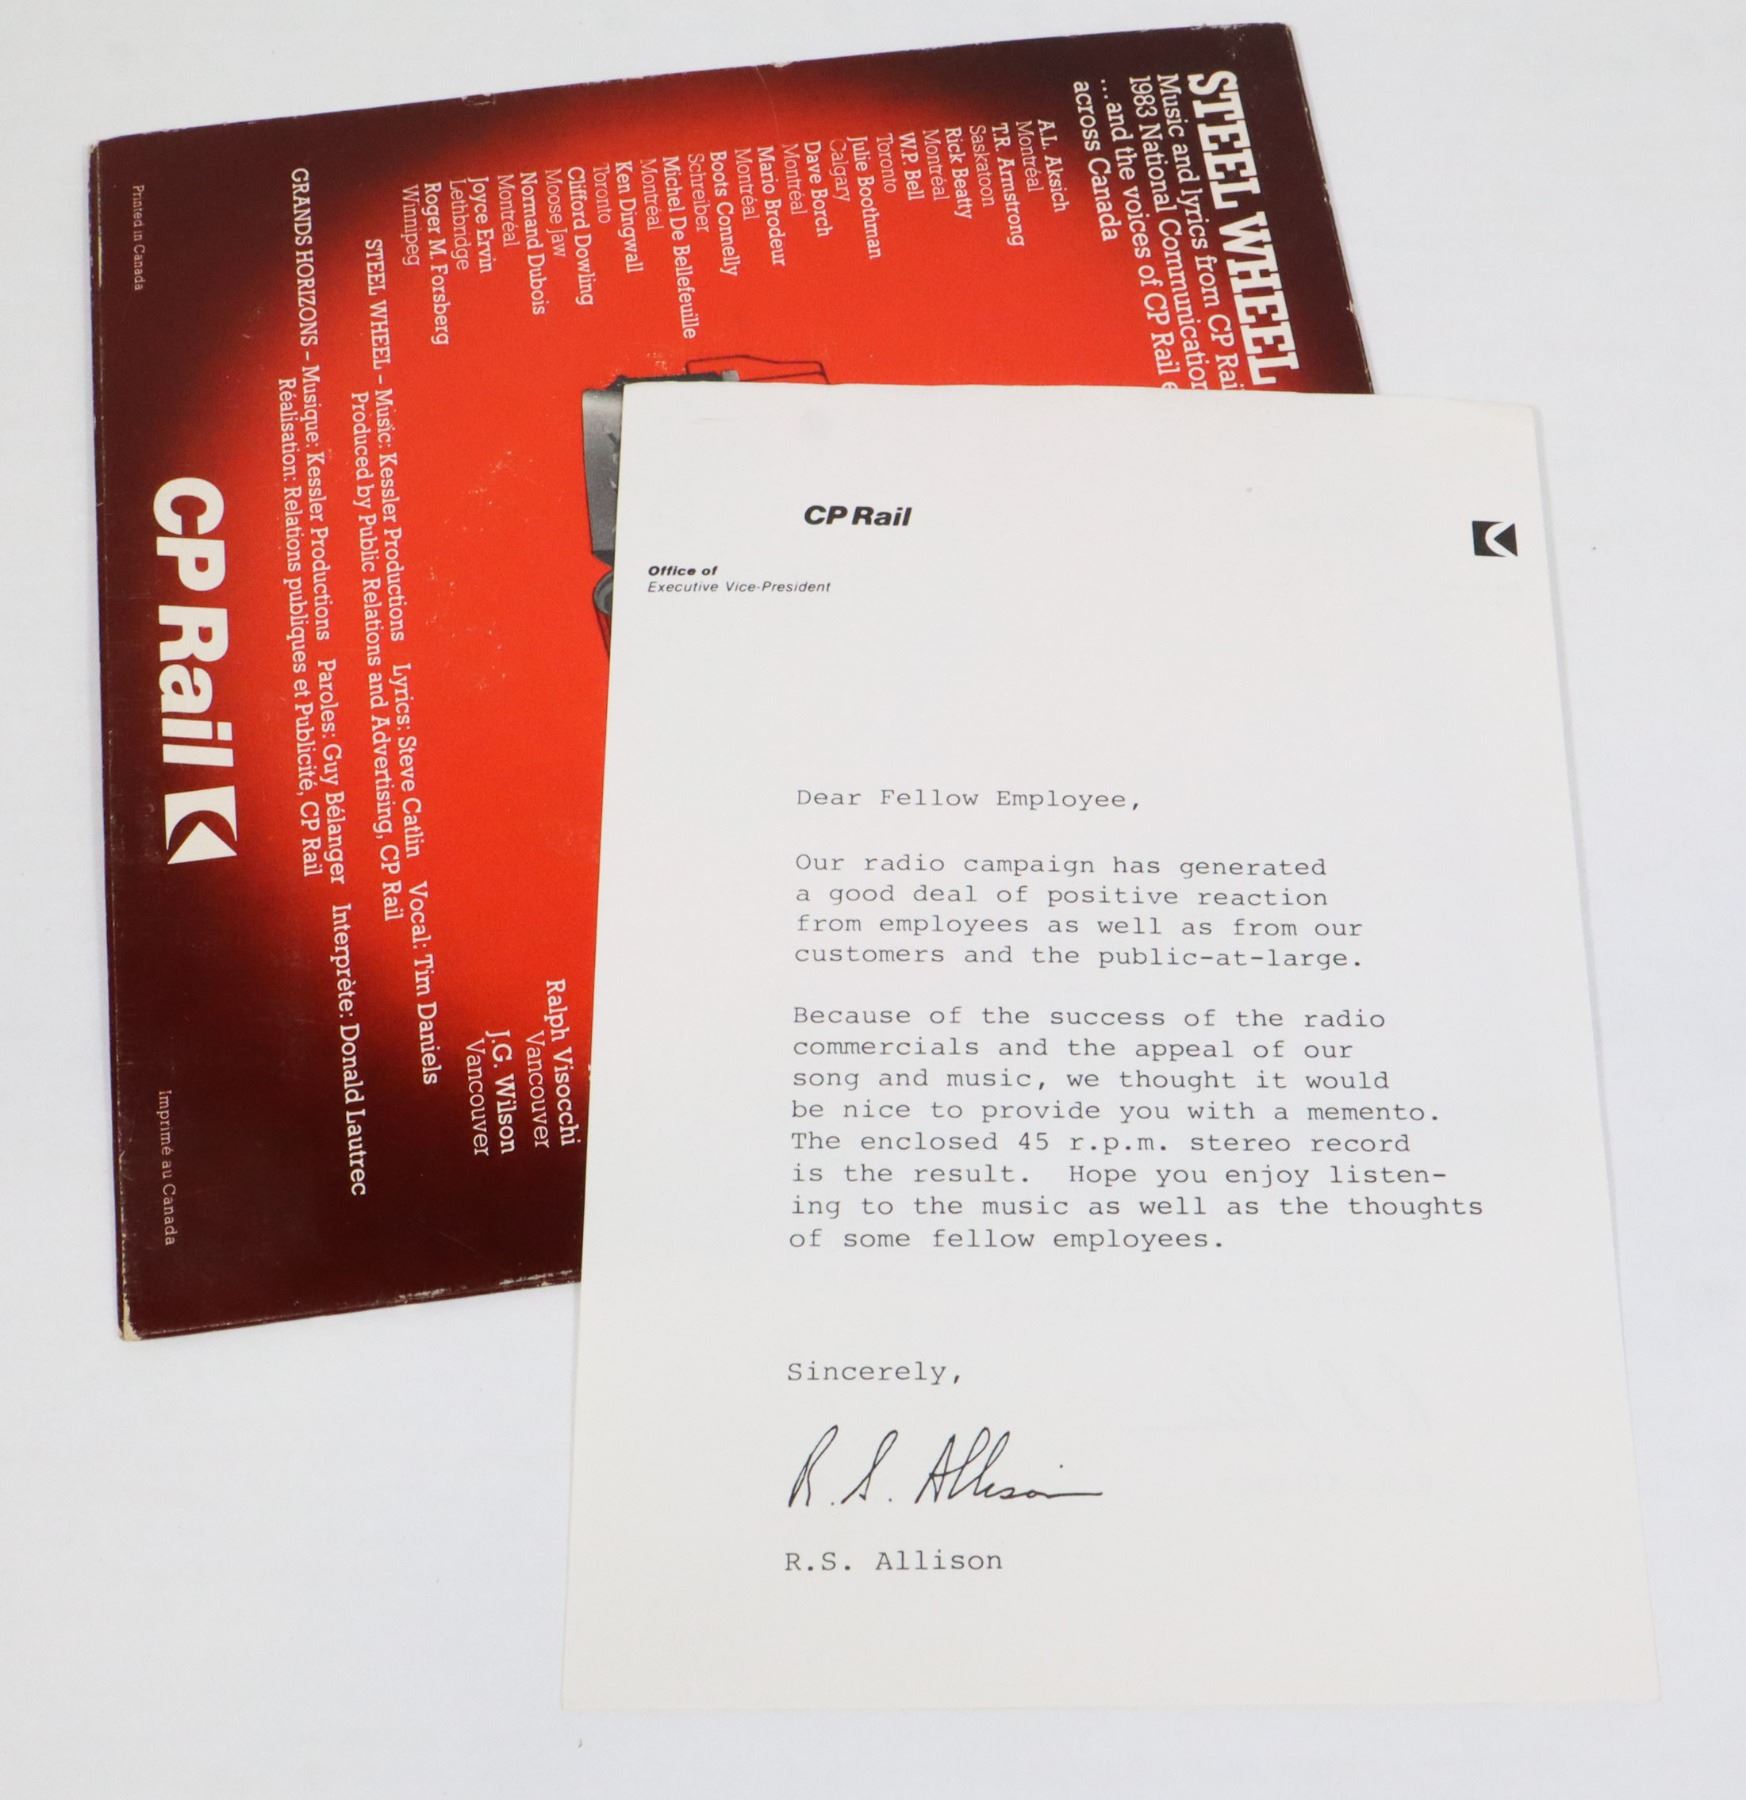 STEEL WHEEL
Music and lyrics from CP Rai
1983 National Communication
...and the voices of CP Rail e
across Canada
A.L. Aksich
Montréal
T.R. Armstrong
Saskatoon
Rick Beatty
Montréal
W.P. Bell
Toronto
Julie Boothman
Calgary
Dave Borch
Montréal
Mario Brodeur
Montréal
Boots Connelly
Schreiber
Michel De Bellefeuille
Montréal
Ken Dingwall
Toronto
Clifford Dowling
Moose Jaw
Normand Dubois
Montréal
Joyce Ervin
Lethbridge
Roger M. Forsberg
Winnipeg
Ralph Visocchi
Vancouver
J.G. Wilson
Vancouver
STEEL WHEEL – Music: Kessler Productions Lyrics: Steve Catlin Vocal: Tim Daniels
Produced by Public Relations and Advertising, CP Rail
GRANDS HORIZONS – Musique: Kessler Productions Paroles: Guy Bélanger Interprète: Donald Lautrec
Réalisation: Relations publiques et Publicité, CP Rail
CP Rail
Printed in Canada
Imprimé au Canada
CP Rail
Office of
Executive Vice-President
Dear Fellow Employee,
Our radio campaign has generated
a good deal of positive reaction
from employees as well as from our
customers and the public-at-large.
Because of the success of the radio
commercials and the appeal of our
song and music, we thought it would
be nice to provide you with a memento.
The enclosed 45 r.p.m. stereo record
is the result. Hope you enjoy listen-
ing to the music as well as the thoughts
of some fellow employees.
Sincerely,
R. S. Allison
R.S. Allison